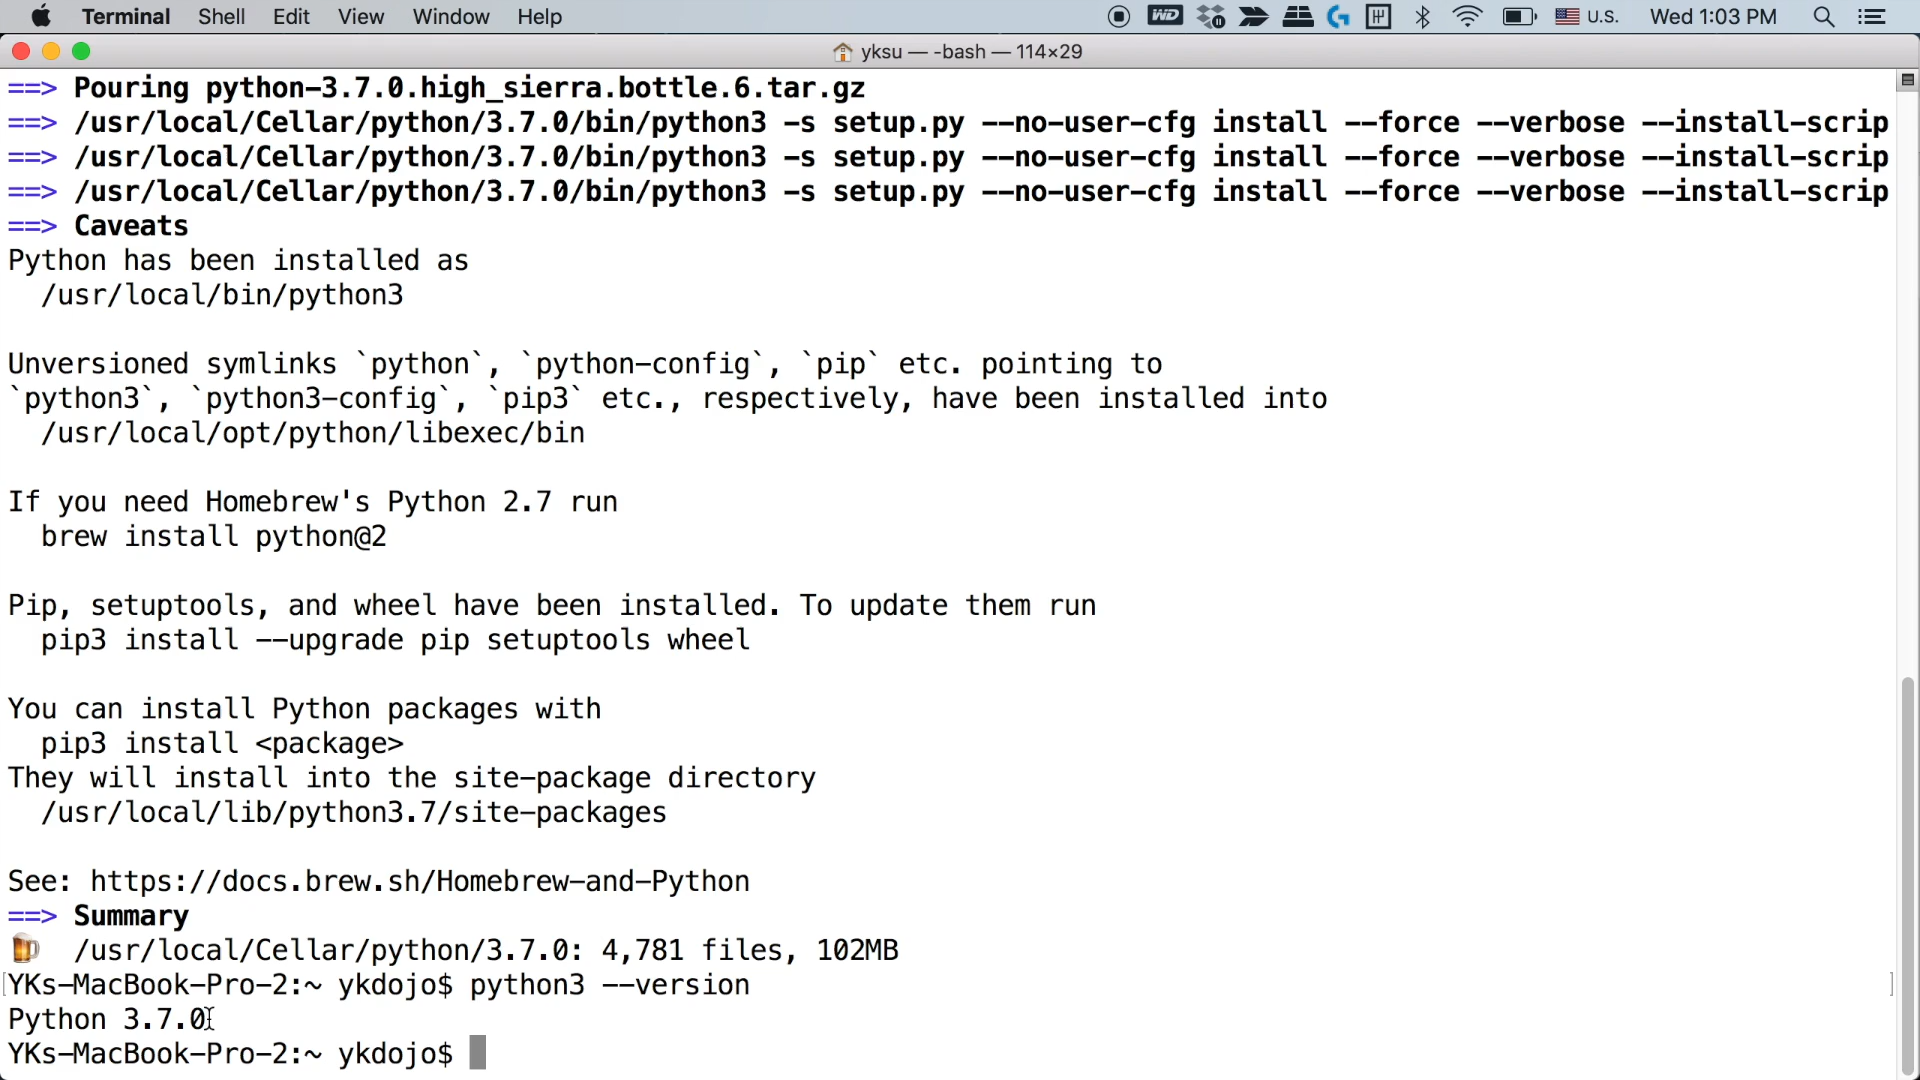 Terminal Shell Edit View Window Help WD U.S. Wed 1:03 PM
yksu — -bash — 114×29
==> Pouring python-3.7.0.high_sierra.bottle.6.tar.gz
==> /usr/local/Cellar/python/3.7.0/bin/python3 -s setup.py --no-user-cfg install --force --verbose --install-scrip
==> /usr/local/Cellar/python/3.7.0/bin/python3 -s setup.py --no-user-cfg install --force --verbose --install-scrip
==> /usr/local/Cellar/python/3.7.0/bin/python3 -s setup.py --no-user-cfg install --force --verbose --install-scrip
==> Caveats
Python has been installed as
/usr/local/bin/python3
Unversioned symlinks `python`, `python-config`, `pip` etc. pointing to
`python3`, `python3-config`, `pip3` etc., respectively, have been installed into
/usr/local/opt/python/libexec/bin
If you need Homebrew's Python 2.7 run
brew install python@2
Pip, setuptools, and wheel have been installed. To update them run
pip3 install --upgrade pip setuptools wheel
You can install Python packages with
pip3 install <package>
They will install into the site-package directory
/usr/local/lib/python3.7/site-packages
See: https://docs.brew.sh/Homebrew-and-Python
==> Summary
🍺 /usr/local/Cellar/python/3.7.0: 4,781 files, 102MB
[YKs-MacBook-Pro-2:~ ykdojo$ python3 --version ]
Python 3.7.0
YKs-MacBook-Pro-2:~ ykdojo$